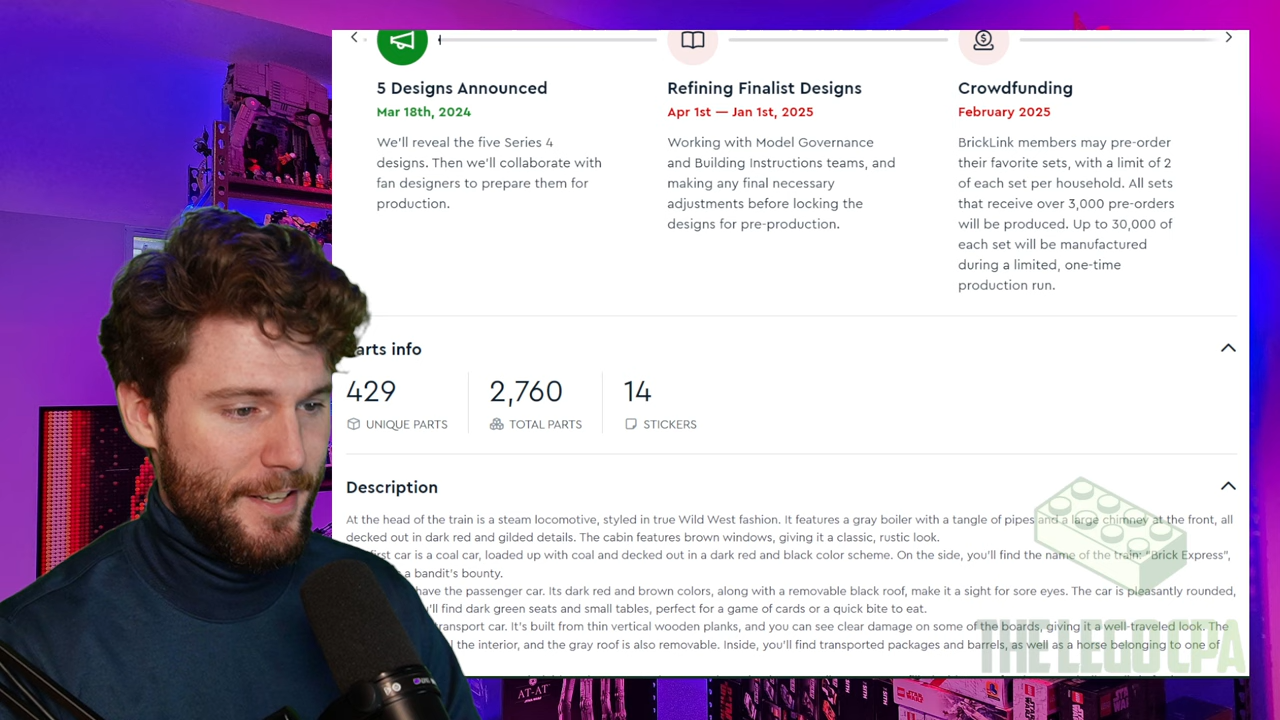 5 Designs Announced
Mar 18th, 2024
We'll reveal the five Series 4
designs. Then we'll collaborate with
fan designers to prepare them for
production.
Refining Finalist Designs
Apr 1st — Jan 1st, 2025
Working with Model Governance
and Building Instructions teams, and
making any final necessary
adjustments before locking the
designs for pre-production.
Crowdfunding
February 2025
BrickLink members may pre-order
their favorite sets, with a limit of 2
of each set per household. All sets
that receive over 3,000 pre-orders
will be produced. Up to 30,000 of
each set will be manufactured
during a limited, one-time
production run.
arts info
429
UNIQUE PARTS
2,760
TOTAL PARTS
14
STICKERS
Description
At the head of the train is a steam locomotive, styled in true Wild West fashion. It features a gray boiler with a tangle of pipes and a large chimney at the front, all
decked out in dark red and gilded details. The cabin features brown windows, giving it a classic, rustic look.
first car is a coal car, loaded up with coal and decked out in a dark red and black color scheme. On the side, you'll find the name of the train: "Brick Express",
a bandit's bounty.
have the passenger car. Its dark red and brown colors, along with a removable black roof, make it a sight for sore eyes. The car is pleasantly rounded,
'll find dark green seats and small tables, perfect for a game of cards or a quick bite to eat.
transport car. It's built from thin vertical wooden planks, and you can see clear damage on some of the boards, giving it a well-traveled look. The
the interior, and the gray roof is also removable. Inside, you'll find transported packages and barrels, as well as a horse belonging to one of
THE LEGO CPA
AT-AT
STAR WARS